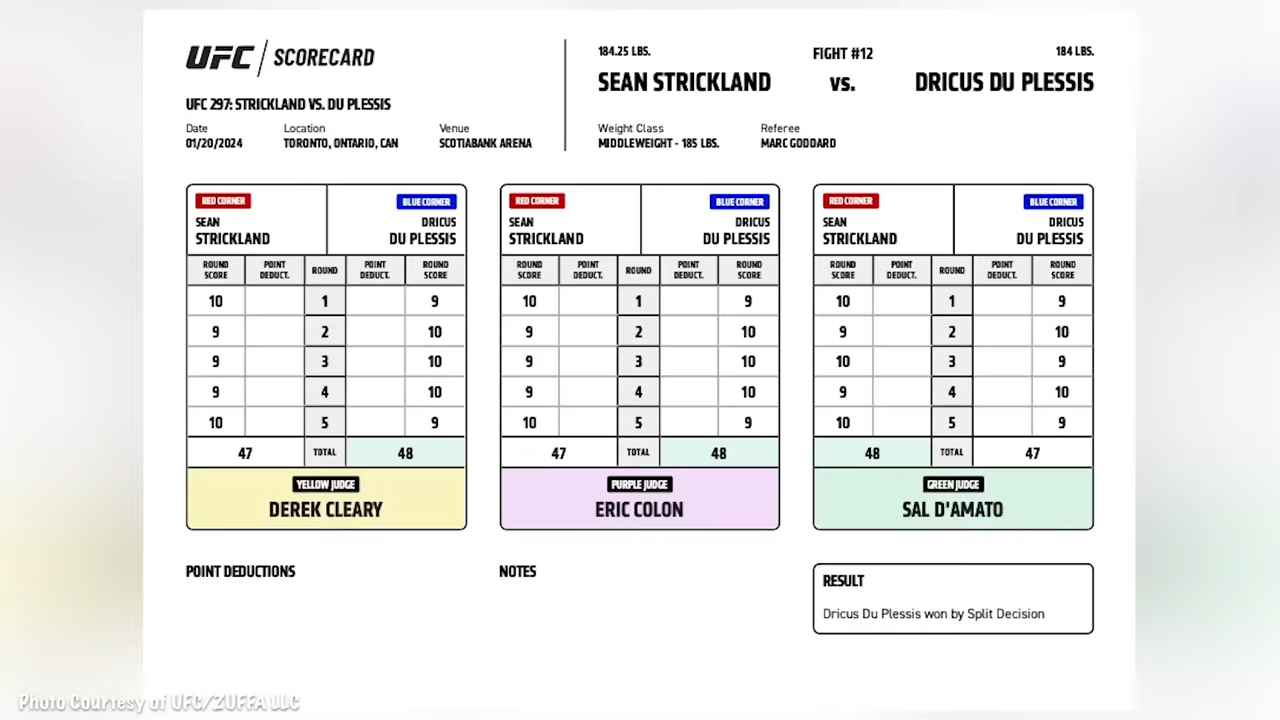 UFC / SCORECARD
UFC 297: STRICKLAND VS. DU PLESSIS
Date Location Venue
01/20/2024 TORONTO, ONTARIO, CAN SCOTIABANK ARENA
184.25 LBS. FIGHT #12 184 LBS.
SEAN STRICKLAND vs. DRICUS DU PLESSIS
Weight Class Referee
MIDDLEWEIGHT - 185 LBS. MARC GODDARD
RED CORNER BLUE CORNER
SEAN DRICUS
STRICKLAND DU PLESSIS
ROUND SCORE POINT DEDUCT. ROUND POINT DEDUCT. ROUND SCORE
10 1 9
9 2 10
9 3 10
9 4 10
10 5 9
47 TOTAL 48
YELLOW JUDGE
DEREK CLEARY
RED CORNER BLUE CORNER
SEAN DRICUS
STRICKLAND DU PLESSIS
ROUND SCORE POINT DEDUCT. ROUND POINT DEDUCT. ROUND SCORE
10 1 9
9 2 10
9 3 10
9 4 10
10 5 9
47 TOTAL 48
PURPLE JUDGE
ERIC COLON
RED CORNER BLUE CORNER
SEAN DRICUS
STRICKLAND DU PLESSIS
ROUND SCORE POINT DEDUCT. ROUND POINT DEDUCT. ROUND SCORE
10 1 9
9 2 10
10 3 9
9 4 10
10 5 9
48 TOTAL 47
GREEN JUDGE
SAL D'AMATO
POINT DEDUCTIONS
NOTES
RESULT
Dricus Du Plessis won by Split Decision
Photo Courtesy of UFC/ZUFFA LLC